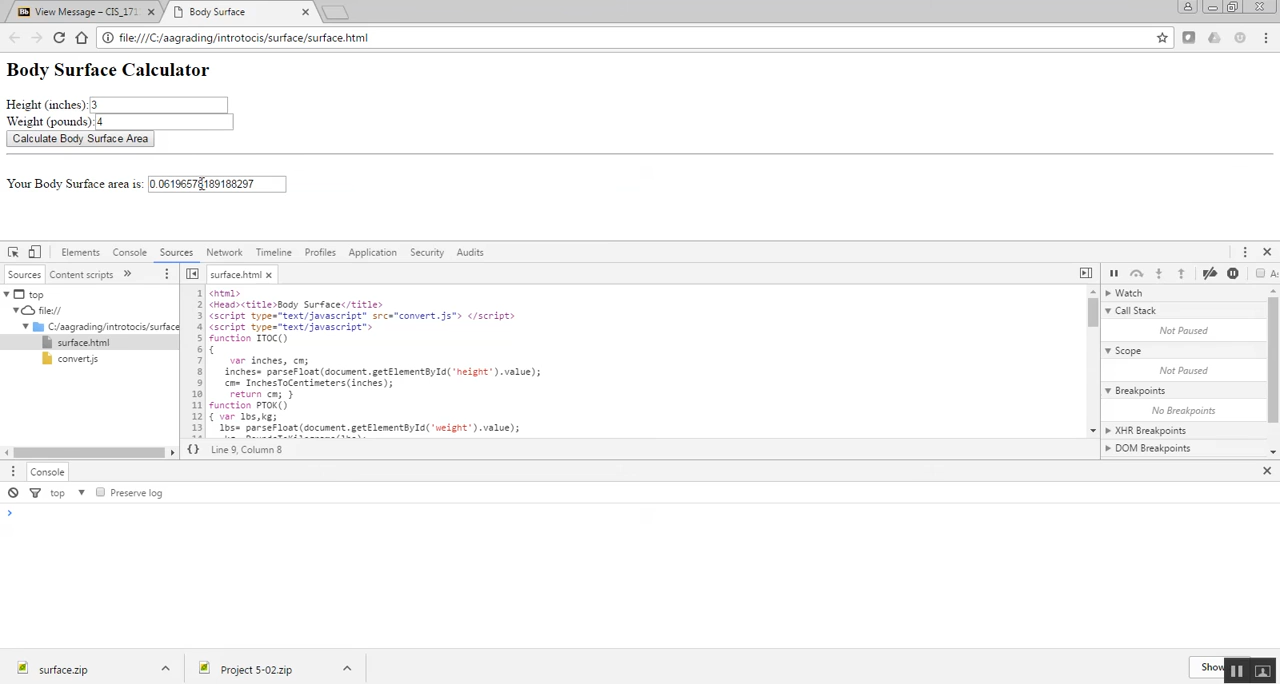 View Message – CIS_171
Body Surface
file:///C:/aagrading/introtocis/surface/surface.html
Body Surface Calculator
Height (inches): 3
Weight (pounds): 4
Calculate Body Surface Area
Your Body Surface area is: 
Elements Console Sources Network Timeline Profiles Application Security Audits
Sources Content scripts »
surface.html
top
file://
C:/aagrading/introtocis/surface
surface.html
convert.js
1 <html>
2 <Head><title>Body Surface</title>
3 <script type="text/javascript" src="convert.js"> </script>
4 <script type="text/javascript">
5 function ITOC()
6 {
7 var inches, cm;
8 inches= parseFloat(document.getElementById('height').value);
9 cm= InchesToCentimeters(inches);
10 return cm; }
11 function PTOK()
12 { var lbs,kg;
13 lbs= parseFloat(document.getElementById('weight').value);
{} Line 9, Column 8
Watch
Call Stack
Not Paused
Scope
Not Paused
Breakpoints
No Breakpoints
XHR Breakpoints
DOM Breakpoints
Console
top Preserve log
surface.zip
Project 5-02.zip